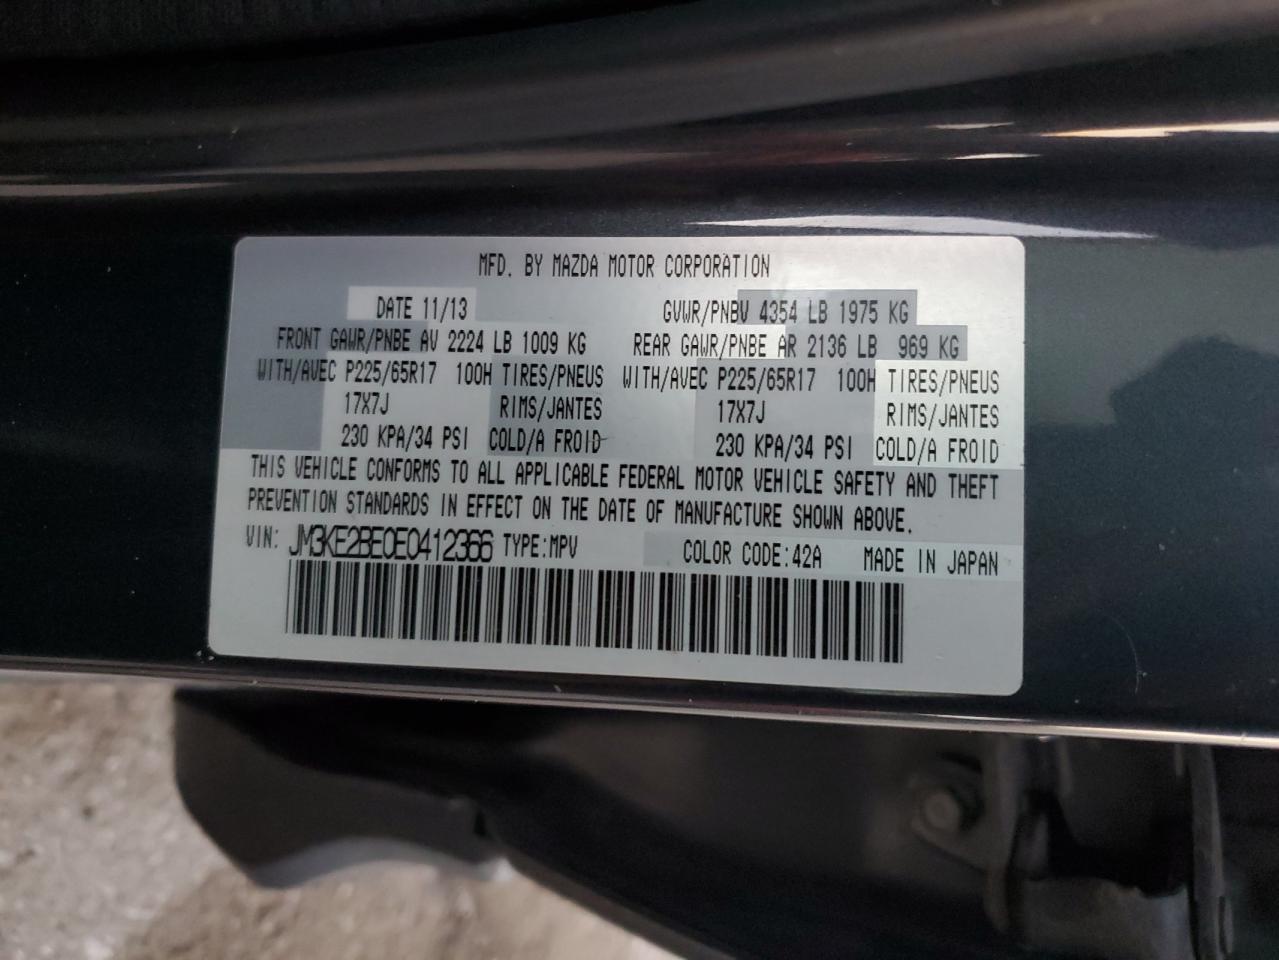 MFD. BY MAZDA MOTOR CORPORATION
DATE 11/13 GVWR/PNBV 4354 LB 1975 KG
FRONT GAWR/PNBE AV 2224 LB 1009 KG REAR GAWR/PNBE AR 2136 LB 969 KG
WITH/AVEC P225/65R17 100H TIRES/PNEUS WITH/AVEC P225/65R17 100H TIRES/PNEUS
17X7J RIMS/JANTES 17X7J RIMS/JANTES
230 KPA/34 PSI COLD/A FROID 230 KPA/34 PSI COLD/A FROID
THIS VEHICLE CONFORMS TO ALL APPLICABLE FEDERAL MOTOR VEHICLE SAFETY AND THEFT
PREVENTION STANDARDS IN EFFECT ON THE DATE OF MANUFACTURE SHOWN ABOVE.
VIN: JM3KE2BE0E0412366 TYPE:MPV COLOR CODE:42A MADE IN JAPAN